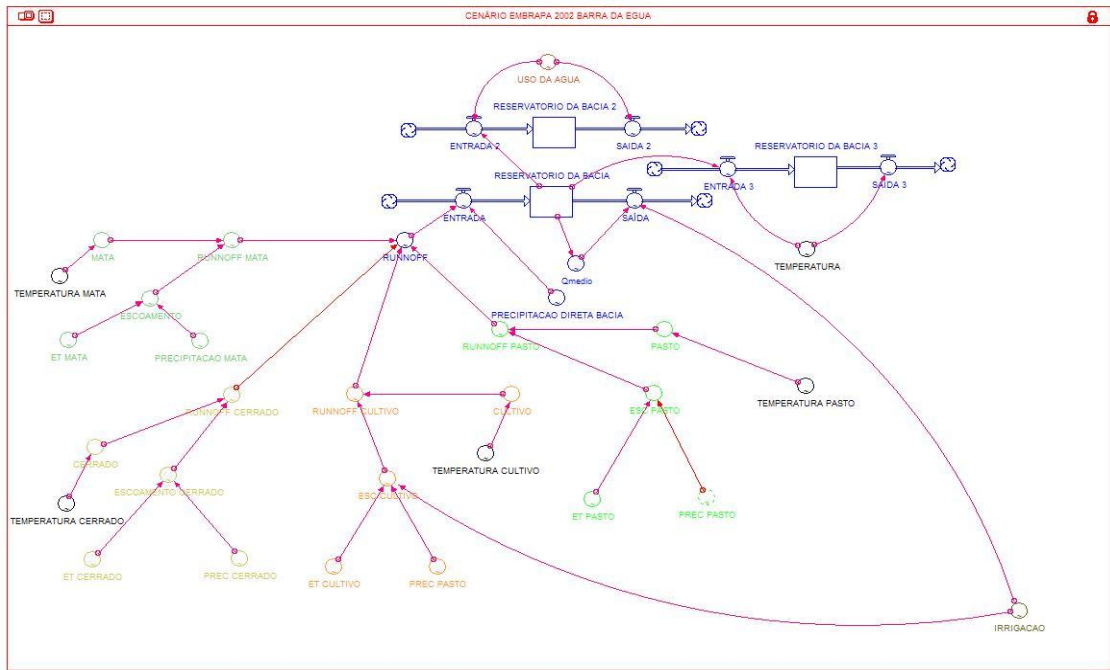 CENÁRIO EMBRAPA 2002 BARRA DA EGUA
USO DA AGUA
RESERVATORIO DA BACIA 2
ENTRADA 2
SAIDA 2
RESERVATORIO DA BACIA 3
ENTRADA 3
SAIDA 3
RESERVATORIO DA BACIA
ENTRADA
SAÍDA
MATA
RUNNOFF MATA
RUNNOFF
TEMPERATURA
Qmedio
TEMPERATURA MATA
ESCOAMENTO
PRECIPITACAO DIRETA BACIA
ET MATA
PRECIPITACAO MATA
RUNNOFF PASTO
PASTO
TEMPERATURA PASTO
RUNNOFF CERRADO
RUNNOFF CULTIVO
CULTIVO
ESC PASTO
CERRADO
TEMPERATURA CULTIVO
ESCOAMENTO CERRADO
ESC CULTIVO
TEMPERATURA CERRADO
ET PASTO
PREC PASTO
ET CERRADO
PREC CERRADO
ET CULTIVO
PREC PASTO
IRRIGACAO